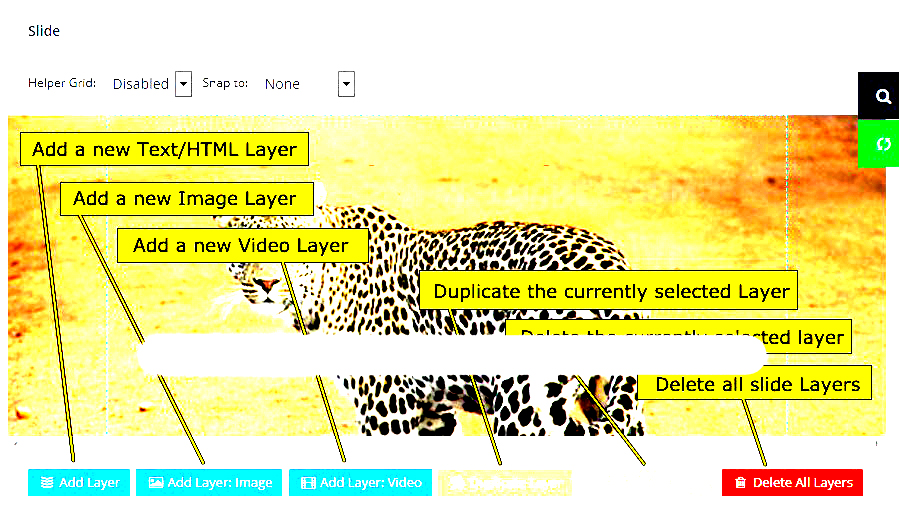 Slide
Helper Grid: Disabled Snap to: None
Add a new Text/HTML Layer
Add a new Image Layer
Add a new Video Layer
Duplicate the currently selected Layer
Delete the currently selected layer
Delete all slide Layers
Add Layer Add Layer: Image Add Layer: Video Duplicate Layer Delete All Layers